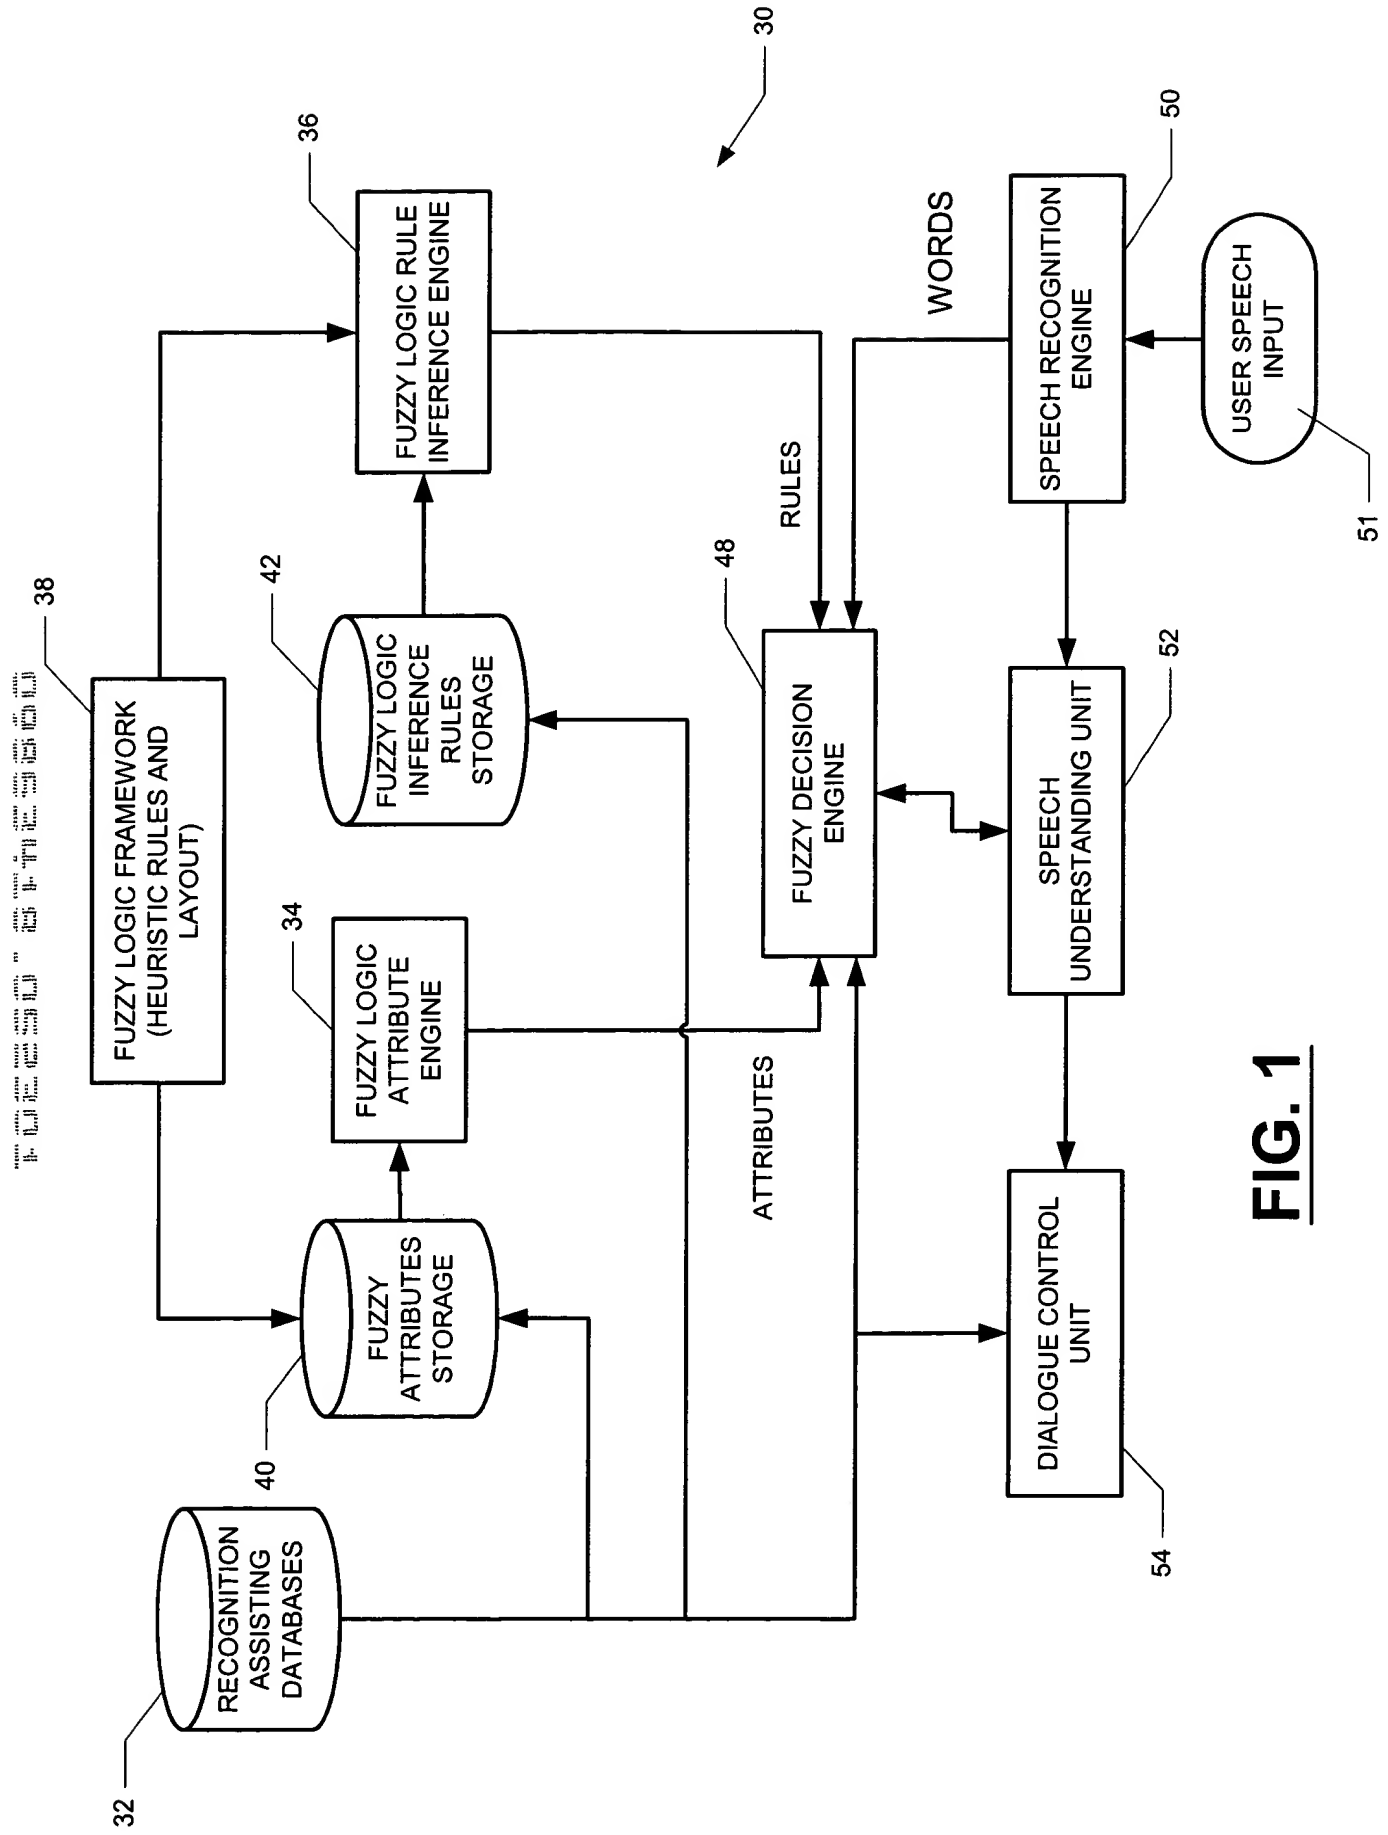 38
FUZZY LOGIC FRAMEWORK
(HEURISTIC RULES AND
LAYOUT)
32
RECOGNITION
ASSISTING
DATABASES
40
FUZZY
ATTRIBUTES
STORAGE
34
FUZZY LOGIC
ATTRIBUTE
ENGINE
42
FUZZY LOGIC
INFERENCE
RULES
STORAGE
36
FUZZY LOGIC RULE
INFERENCE ENGINE
30
ATTRIBUTES
48
FUZZY DECISION
ENGINE
RULES
WORDS
54
DIALOGUE CONTROL
UNIT
52
SPEECH
UNDERSTANDING UNIT
50
SPEECH RECOGNITION
ENGINE
51
USER SPEECH
INPUT
FIG. 1